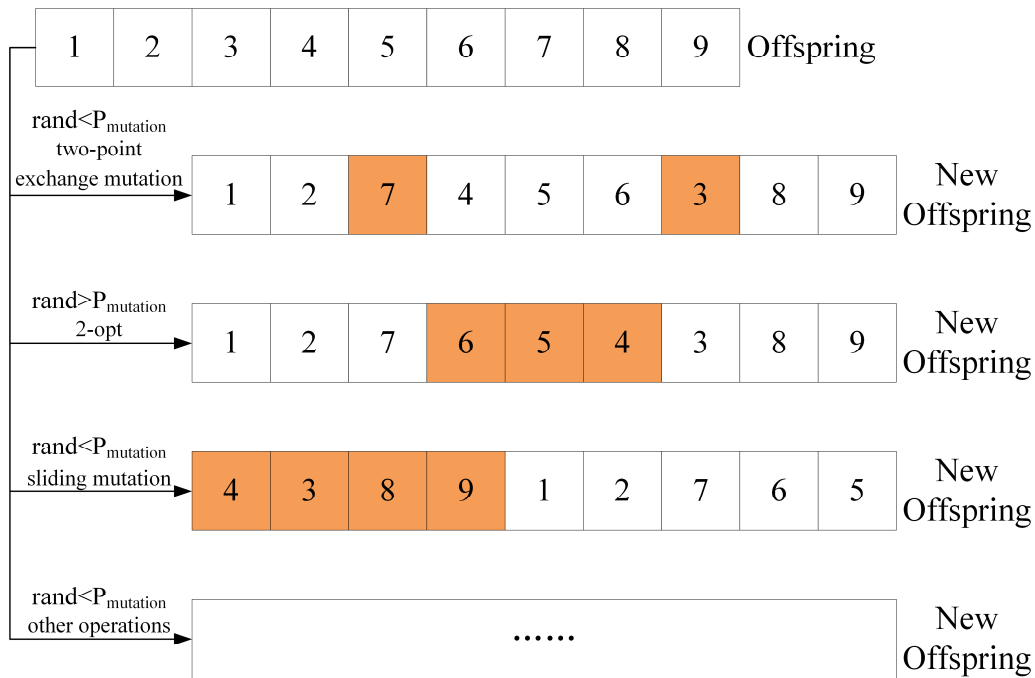 1 2 3 4 5 6 7 8 9 Offspring
rand<Pmutation
two-point
exchange mutation
1 2 7 4 5 6 3 8 9
New
Offspring
rand>Pmutation
2-opt
1 2 7 6 5 4 3 8 9
New
Offspring
rand<Pmutation
sliding mutation
4 3 8 9 1 2 7 6 5
New
Offspring
rand<Pmutation
other operations
······
New
Offspring